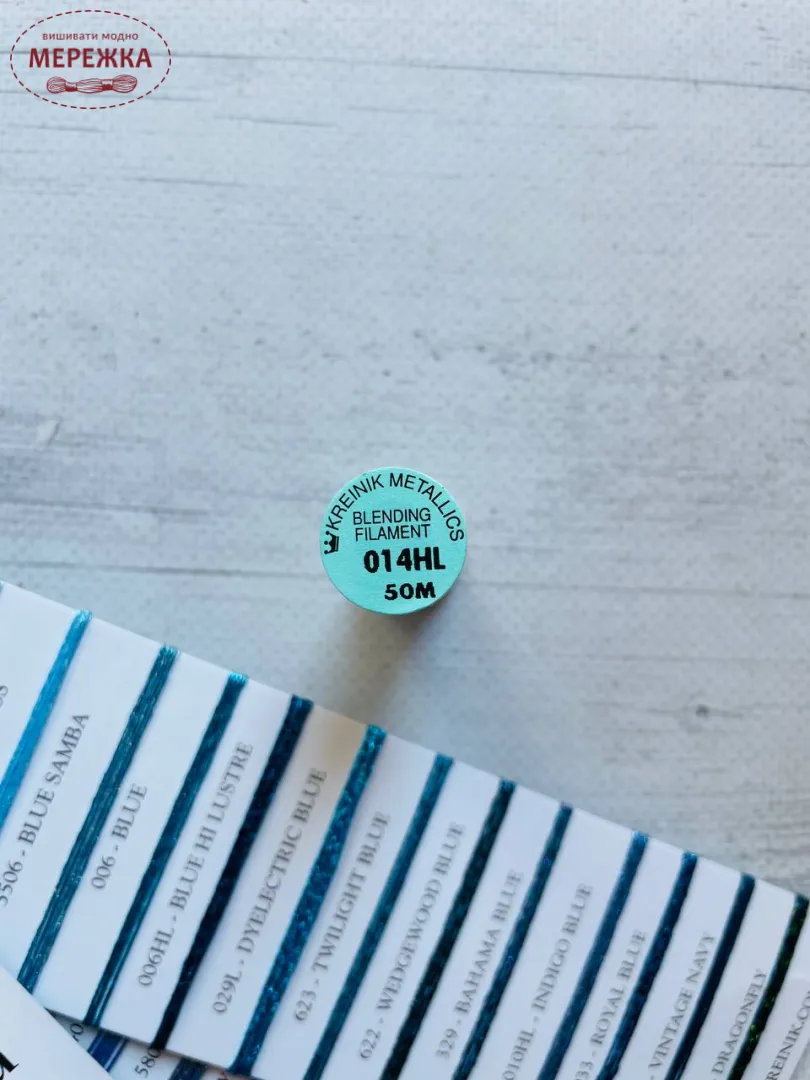 вишивати модно
МЕРЕЖКА
KREINIK METALLICS
BLENDING
FILAMENT
014HL
50M
5506 - BLUE SAMBA
006 - BLUE
006HL - BLUE HI LUSTRE
029L - DYELECTRIC BLUE
623 - TWILIGHT BLUE
622 - WEDGEWOOD BLUE
329 - BAHAMA BLUE
010HL - INDIGO BLUE
33 - ROYAL BLUE
VINTAGE NAVY
DRAGONFLY